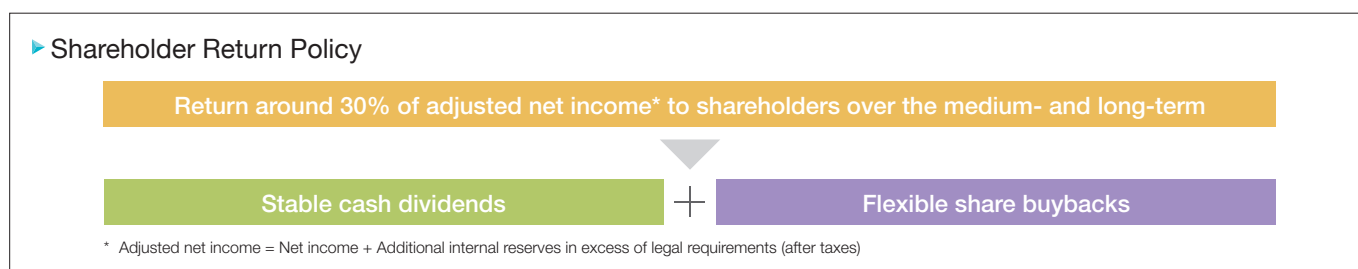 Shareholder Return Policy
Return around 30% of adjusted net income* to shareholders over the medium- and long-term
Stable cash dividends + Flexible share buybacks
* Adjusted net income = Net income + Additional internal reserves in excess of legal requirements (after taxes)